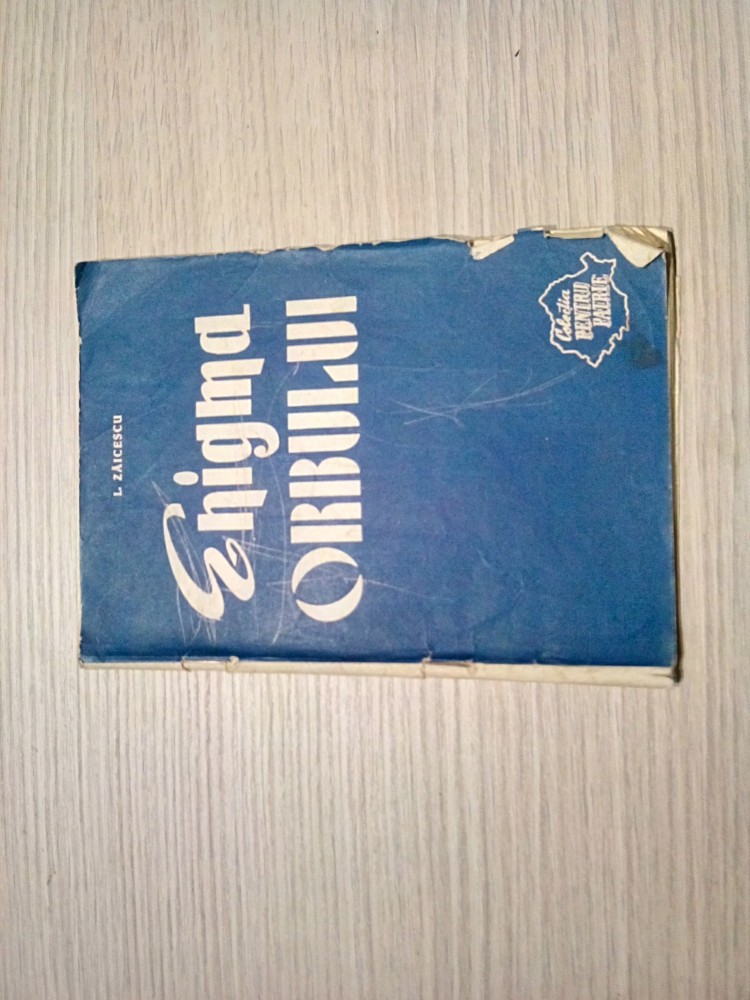 L. ZĂICESCU
Enigma
ORBULUI
Colecția
PENTRU
PATRIE